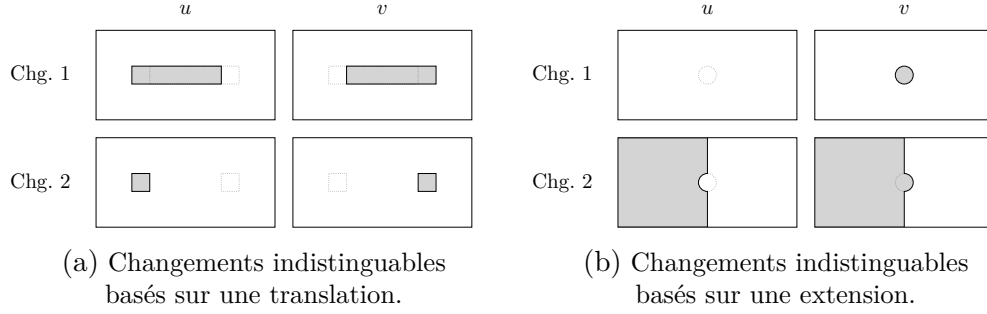 u v
Chg. 1
Chg. 2
(a) Changements indistinguables
basés sur une translation.
u v
Chg. 1
Chg. 2
(b) Changements indistinguables
basés sur une extension.